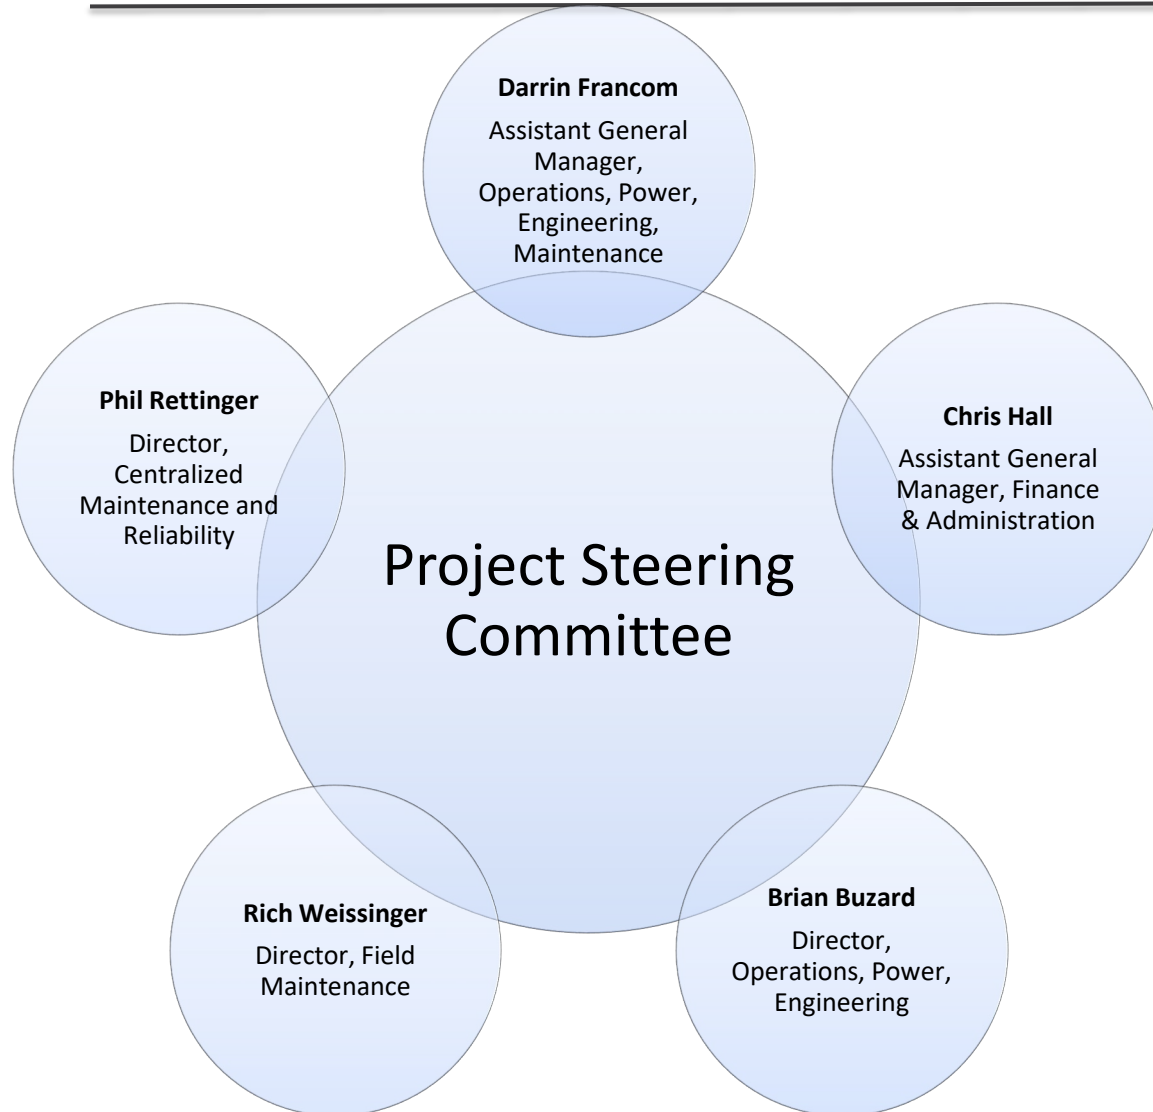 Darrin Francom
Assistant General
Manager,
Operations, Power,
Engineering,
Maintenance
Phil Rettinger
Director,
Centralized
Maintenance and
Reliability
Chris Hall
Assistant General
Manager, Finance
& Administration
Project Steering
Committee
Rich Weissinger
Director, Field
Maintenance
Brian Buzard
Director,
Operations, Power,
Engineering